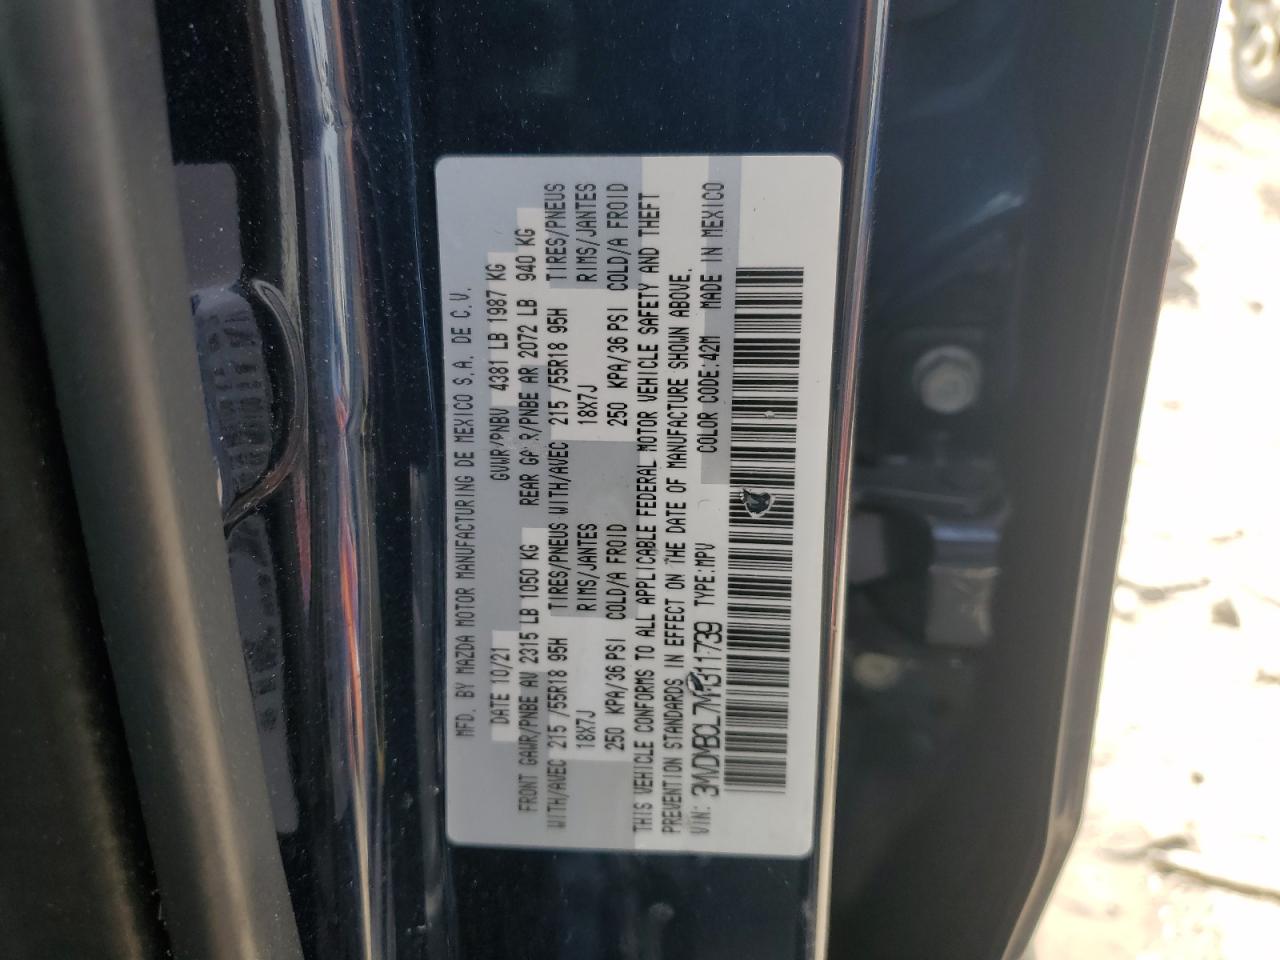 MFD. BY MAZDA MOTOR MANUFACTURING DE MEXICO S.A. DE C.V.
DATE 10/21 GVWR/PNBV 4381 LB 1987 KG
FRONT GAWR/PNBE AV 2315 LB 1050 KG REAR GAWR/PNBE AR 2072 LB 940 KG
WITH/AVEC 215 /55R18 95H TIRES/PNEUS WITH/AVEC 215 /55R18 95H TIRES/PNEUS
18X7J RIMS/JANTES 18X7J RIMS/JANTES
250 KPA/36 PSI COLD/A FROID 250 KPA/36 PSI COLD/A FROID
THIS VEHICLE CONFORMS TO ALL APPLICABLE FEDERAL MOTOR VEHICLE SAFETY AND THEFT
PREVENTION STANDARDS IN EFFECT ON THE DATE OF MANUFACTURE SHOWN ABOVE.
VIN: TYPE:MPV COLOR CODE:42M MADE IN MEXICO